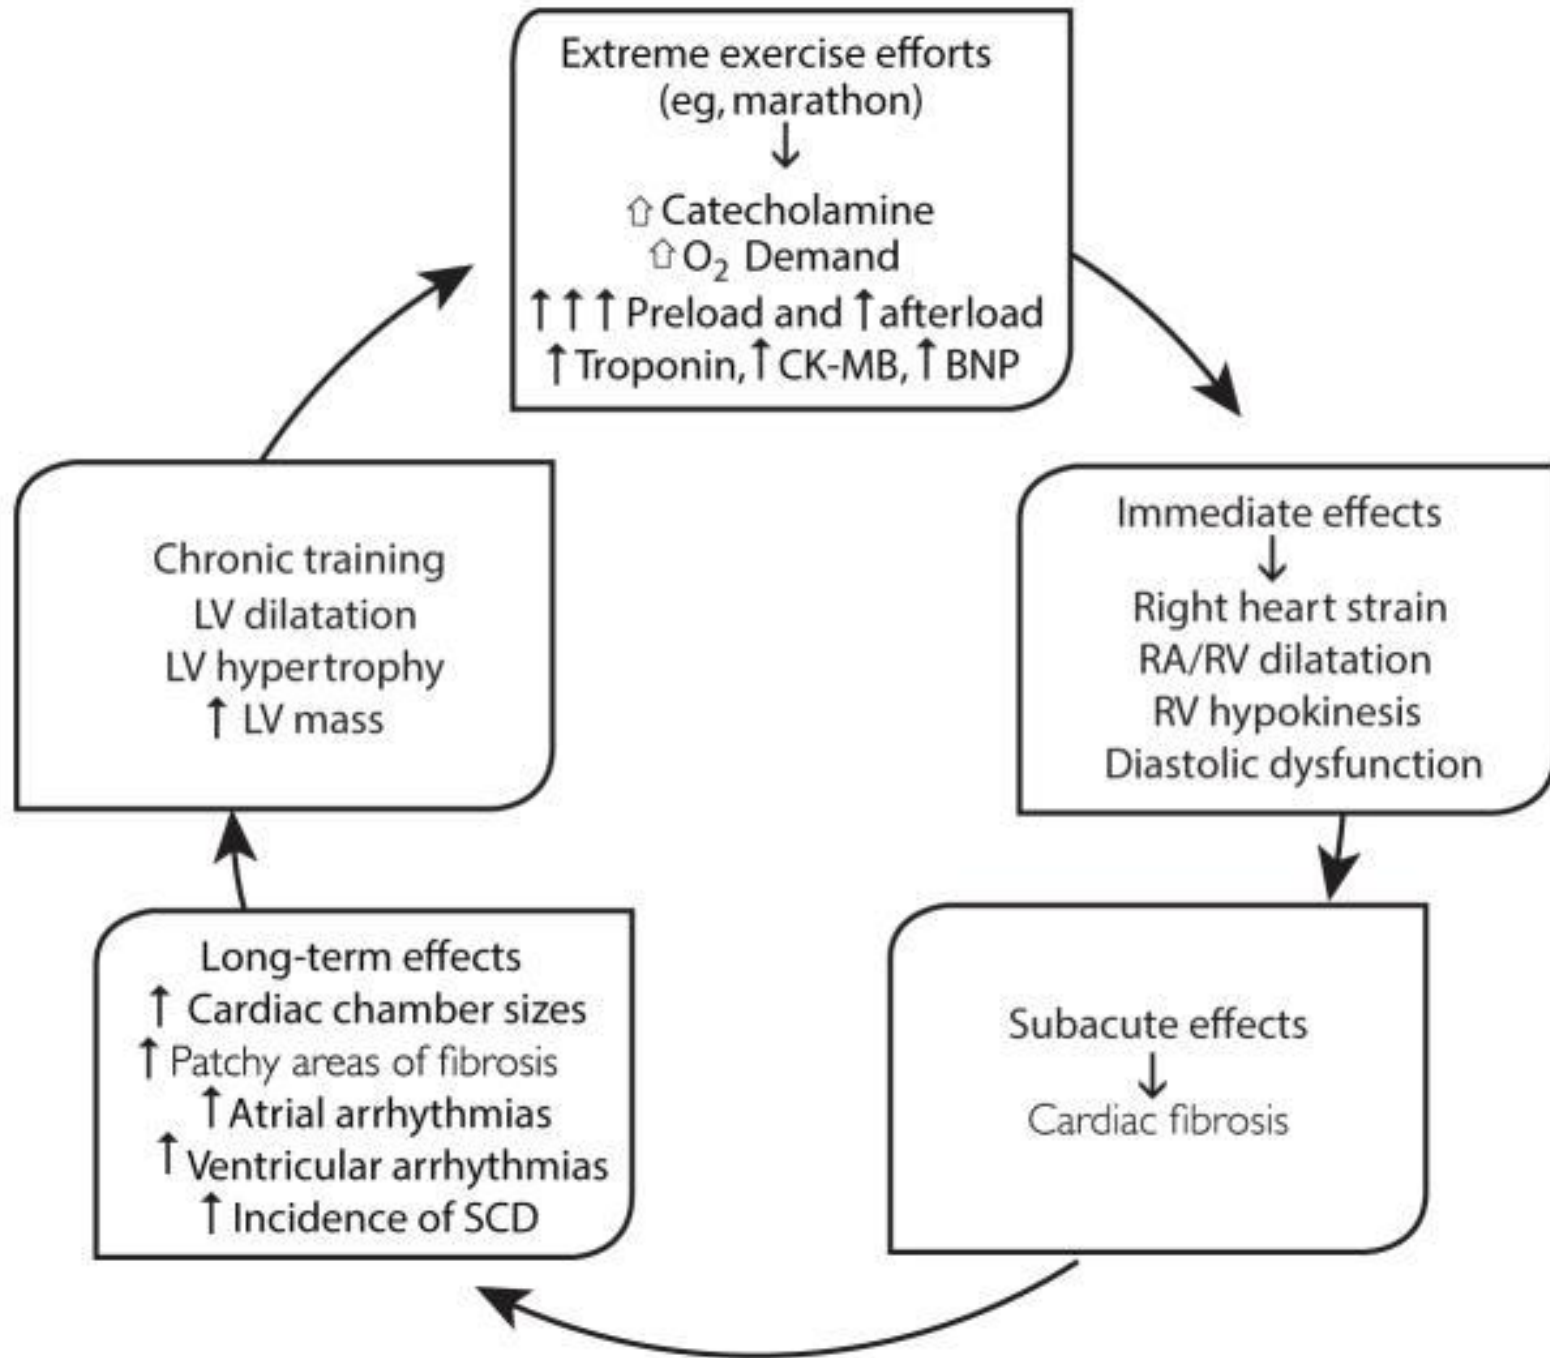 Extreme exercise efforts
(eg, marathon)
↓
⇧ Catecholamine
⇧ O₂ Demand
↑↑↑ Preload and ↑ afterload
↑ Troponin, ↑ CK-MB, ↑ BNP
Immediate effects
↓
Right heart strain
RA/RV dilatation
RV hypokinesis
Diastolic dysfunction
Subacute effects
↓
Cardiac fibrosis
Long-term effects
↑ Cardiac chamber sizes
↑ Patchy areas of fibrosis
↑ Atrial arrhythmias
↑ Ventricular arrhythmias
↑ Incidence of SCD
Chronic training
LV dilatation
LV hypertrophy
↑ LV mass